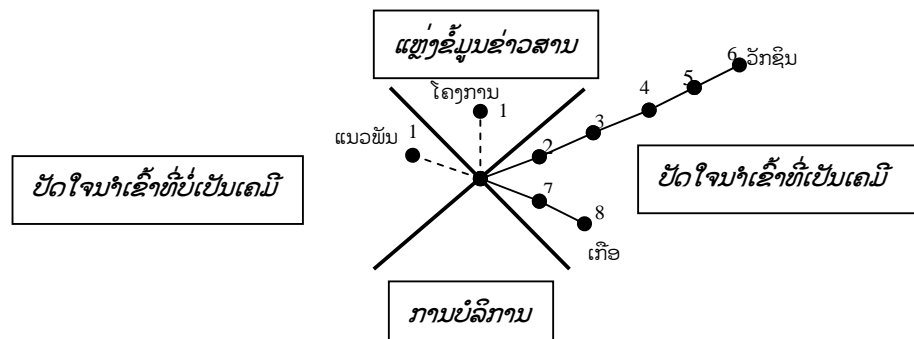 ແຫຼ່ງຂໍ້ມູນຂ່າວສານ
6 ວັກຊິນ
5
ໂຄງການ
4
1
3
ແນວພັນ 1
2
ປັດໃຈນຳເຂົ້າທີ່ບໍ່ເປັນເຄມີ
ປັດໃຈນຳເຂົ້າທີ່ເປັນເຄມີ
7
8
ເກືອ
ການບໍລິການ